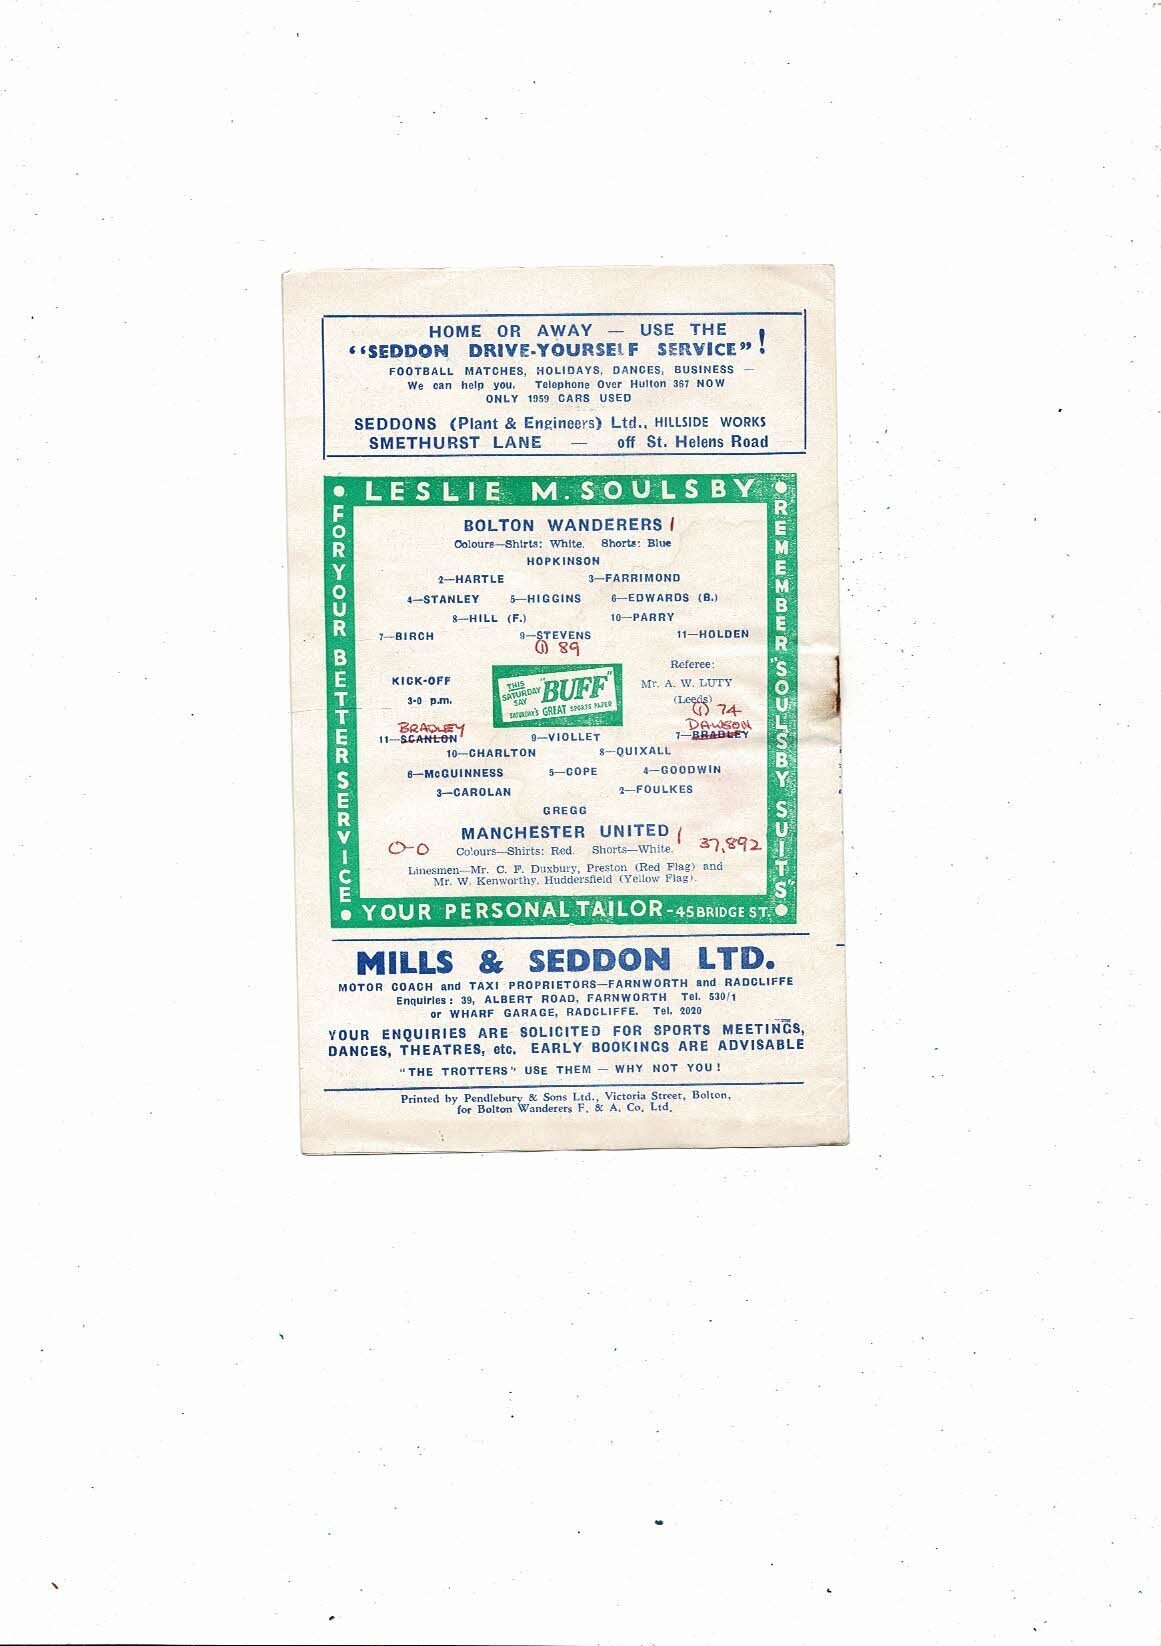 HOME OR AWAY — USE THE
"SEDDON DRIVE-YOURSELF SERVICE"!
FOOTBALL MATCHES, HOLIDAYS, DANCES, BUSINESS —
We can help you. Telephone Over Hulton 367 NOW
ONLY 1959 CARS USED
SEDDONS (Plant & Engineers) Ltd., HILLSIDE WORKS
SMETHURST LANE — off St. Helens Road
LESLIE M. SOULSBY
FOR YOUR BETTER SERVICE
REMEMBER "SOULSBY SUITS"
BOLTON WANDERERS 1
Colours—Shirts: White. Shorts: Blue
HOPKINSON
2—HARTLE 3—FARRIMOND
4—STANLEY 5—HIGGINS 6—EDWARDS (B.)
8—HILL (F.) 10—PARRY
7—BIRCH 9—STEVENS 11—HOLDEN
(1) 89
KICK-OFF
3-0 p.m.
THIS SATURDAY SAY "BUFF"
SATURDAY'S GREAT SPORTS PAPER
Referee:
Mr. A. W. LUTY
(Leeds)
(1) 74
BRADLEY DAWSON
11—SCANLON 9—VIOLLET 7—BRADLEY
10—CHARLTON 8—QUIXALL
6—McGUINNESS 5—COPE 4—GOODWIN
3—CAROLAN 2—FOULKES
GREGG
MANCHESTER UNITED 1
0-0 Colours—Shirts: Red. Shorts—White. 37,892
Linesmen—Mr. C. F. Duxbury, Preston (Red Flag) and
Mr. W. Kenworthy, Huddersfield (Yellow Flag).
YOUR PERSONAL TAILOR - 45 BRIDGE ST.
MILLS & SEDDON LTD.
MOTOR COACH and TAXI PROPRIETORS—FARNWORTH and RADCLIFFE
Enquiries: 39, ALBERT ROAD, FARNWORTH Tel. 530/1
or WHARF GARAGE, RADCLIFFE. Tel. 2020
YOUR ENQUIRIES ARE SOLICITED FOR SPORTS MEETINGS,
DANCES, THEATRES, etc. EARLY BOOKINGS ARE ADVISABLE
"THE TROTTERS" USE THEM — WHY NOT YOU!
Printed by Pendlebury & Sons Ltd., Victoria Street, Bolton,
for Bolton Wanderers F. & A. Co. Ltd.